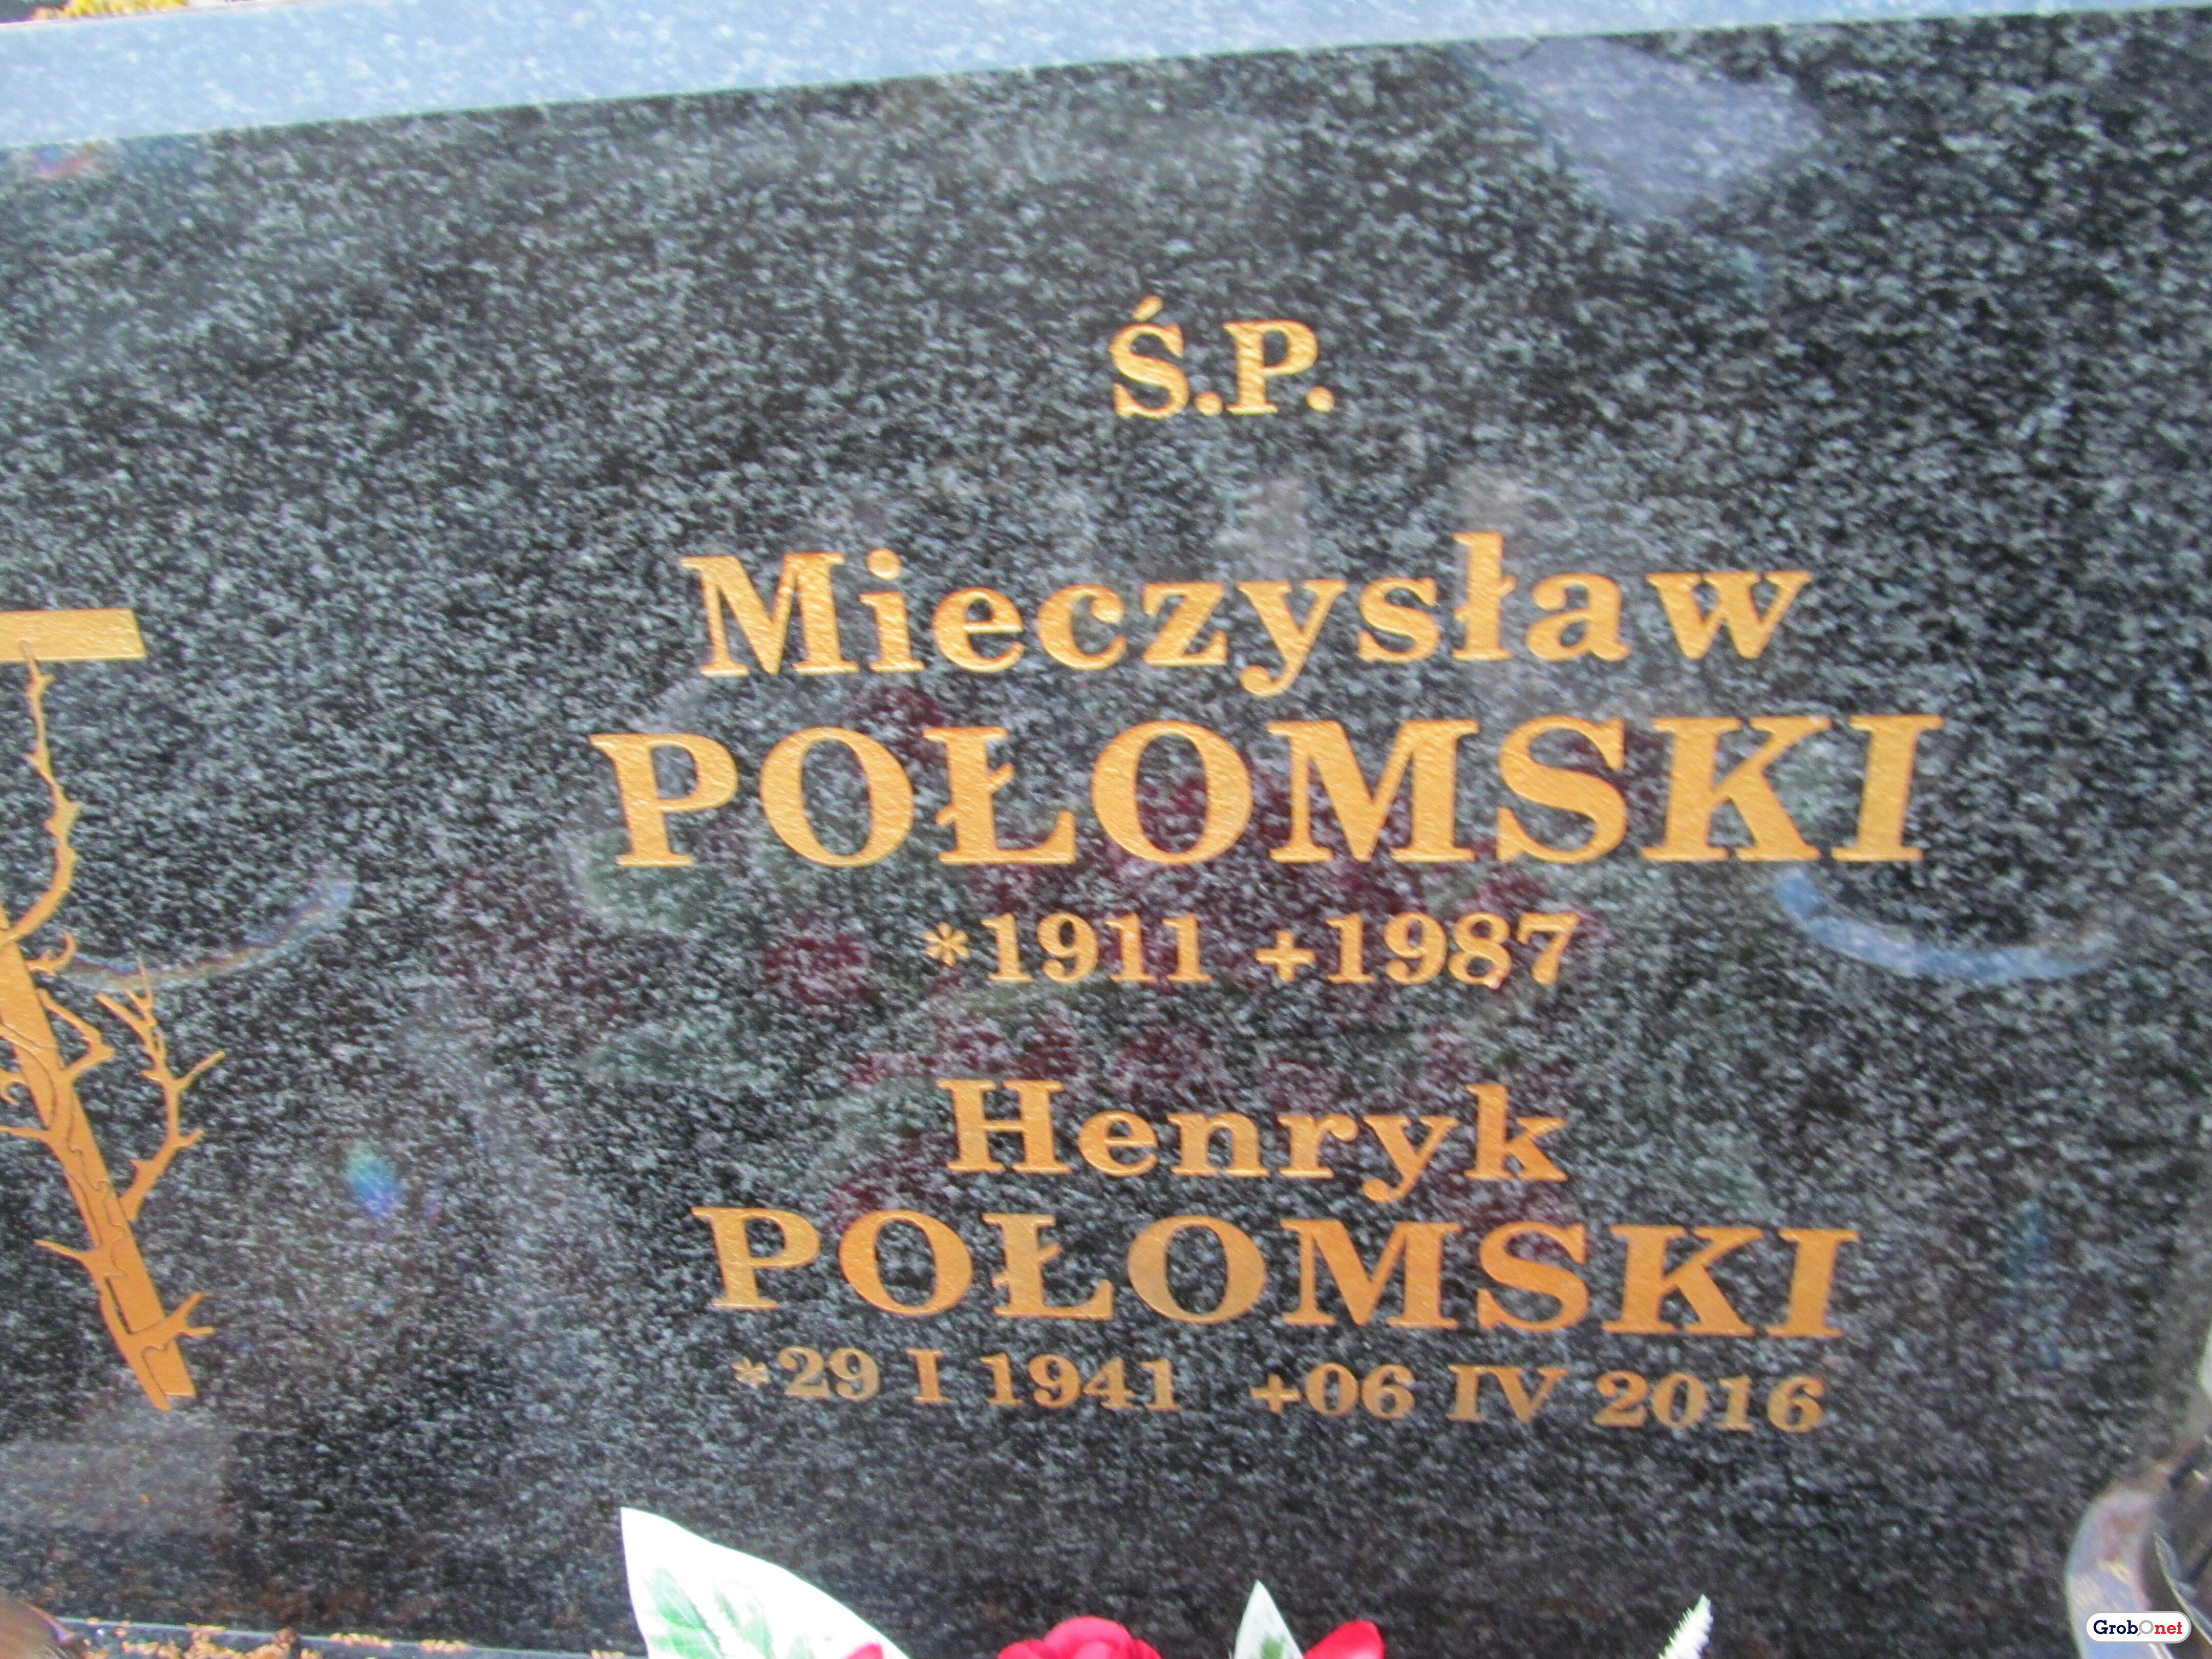 Ś.P.
Mieczysław
POŁOMSKI
*1911 +1987
Henryk
POŁOMSKI
*29 I 1941 +06 IV 2016
GrobOnet